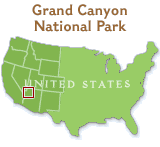 Grand Canyon
National Park
UNITED STATES